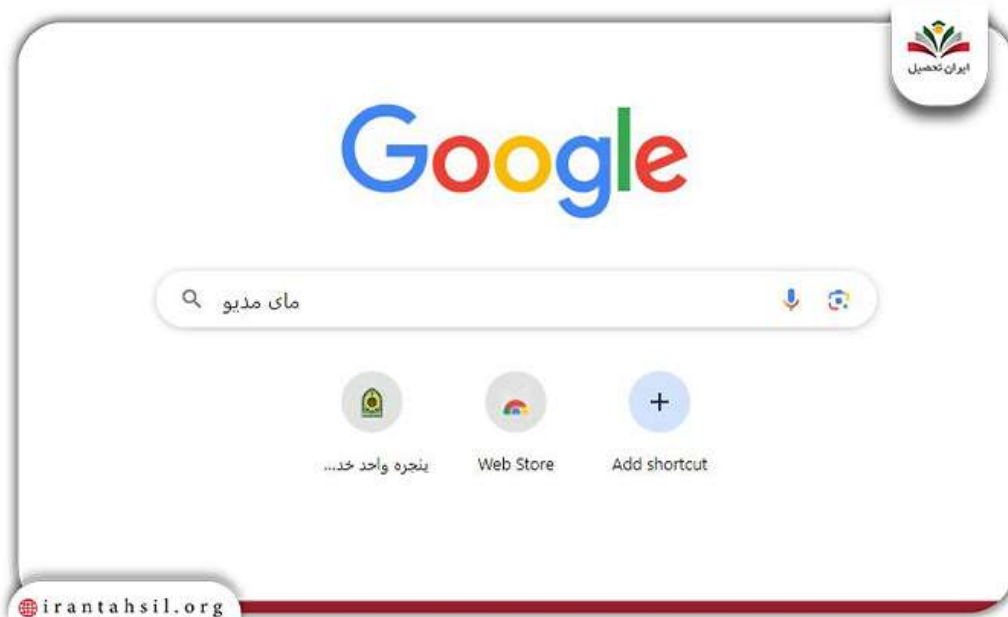 ایران تحصیل
Google
مای مدیو
پنجره واحد خد...
Web Store
Add shortcut
irantahsil.org